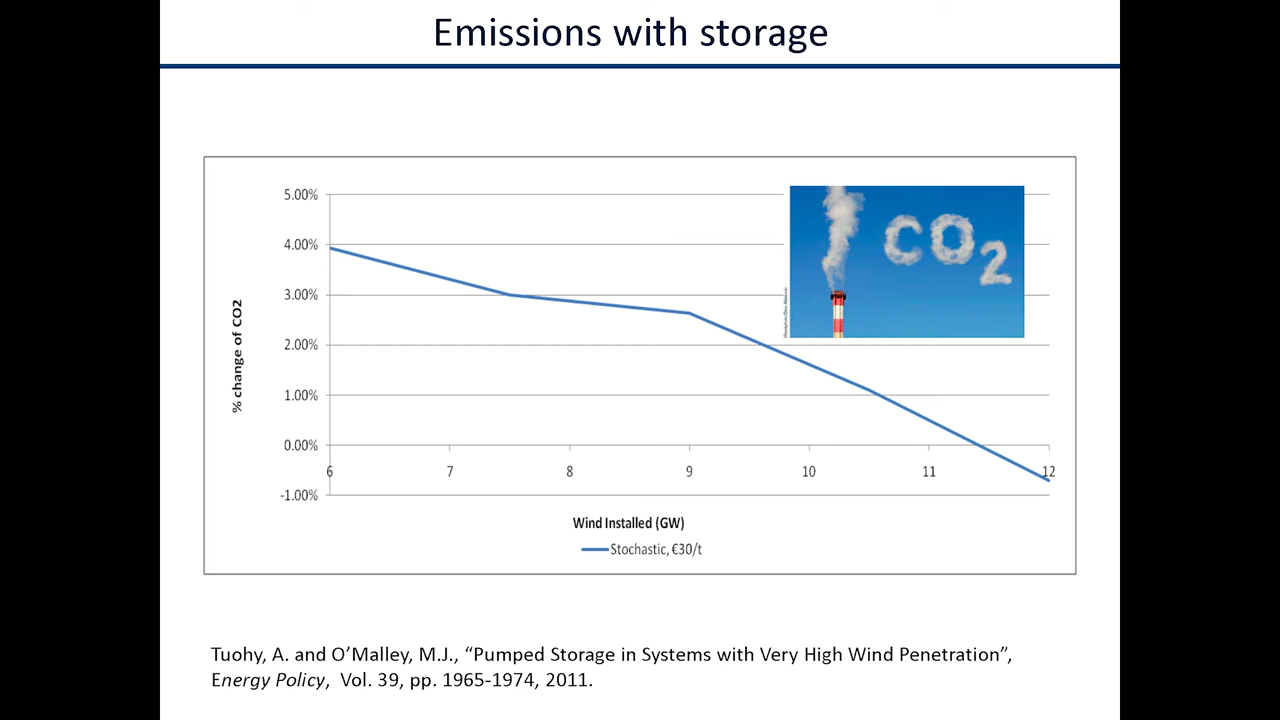 Emissions with storage
5.00%
4.00%
3.00%
2.00%
1.00%
0.00%
-1.00%
% change of CO2
CO2
6 7 8 9 10 11 12
Wind Installed (GW)
Stochastic, €30/t
Tuohy, A. and O’Malley, M.J., “Pumped Storage in Systems with Very High Wind Penetration”,
Energy Policy, Vol. 39, pp. 1965-1974, 2011.